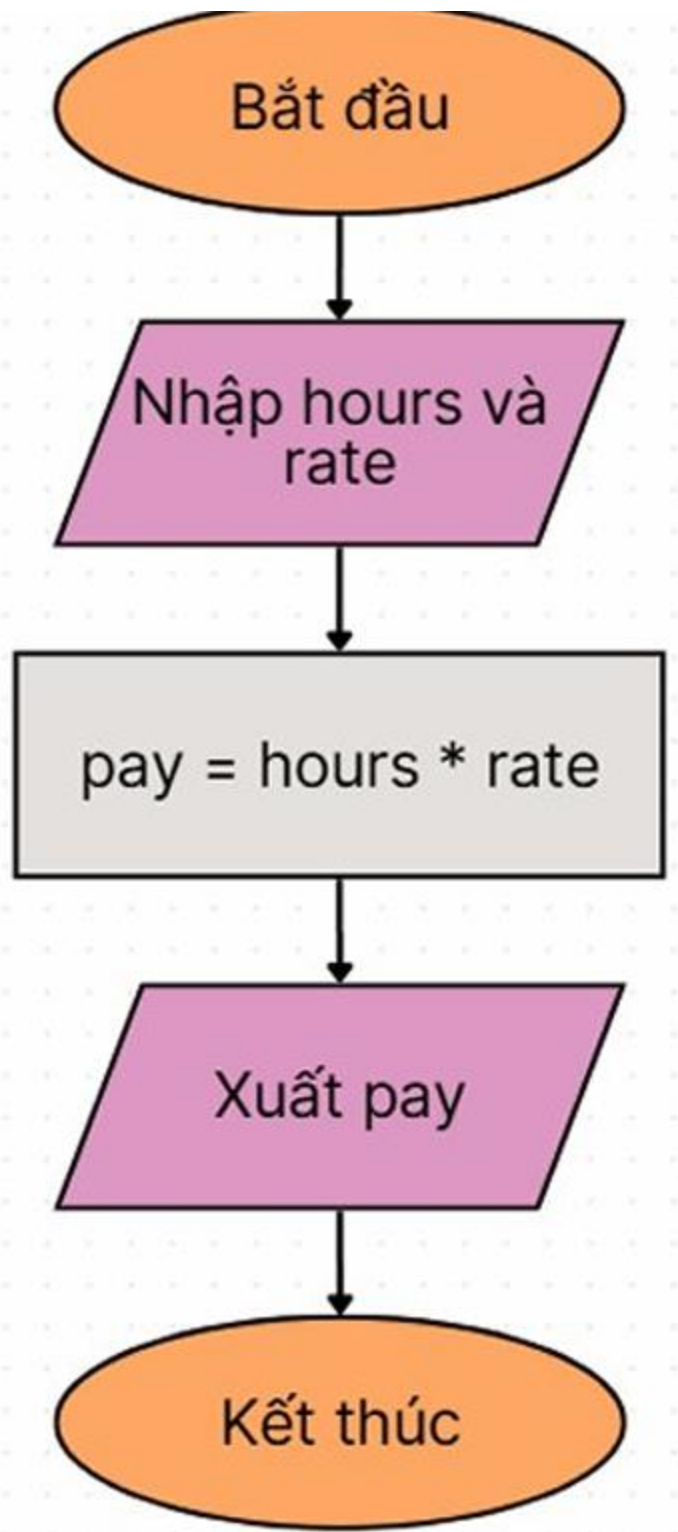 Bắt đầu
Nhập hours và
rate
pay = hours * rate
Xuất pay
Kết thúc